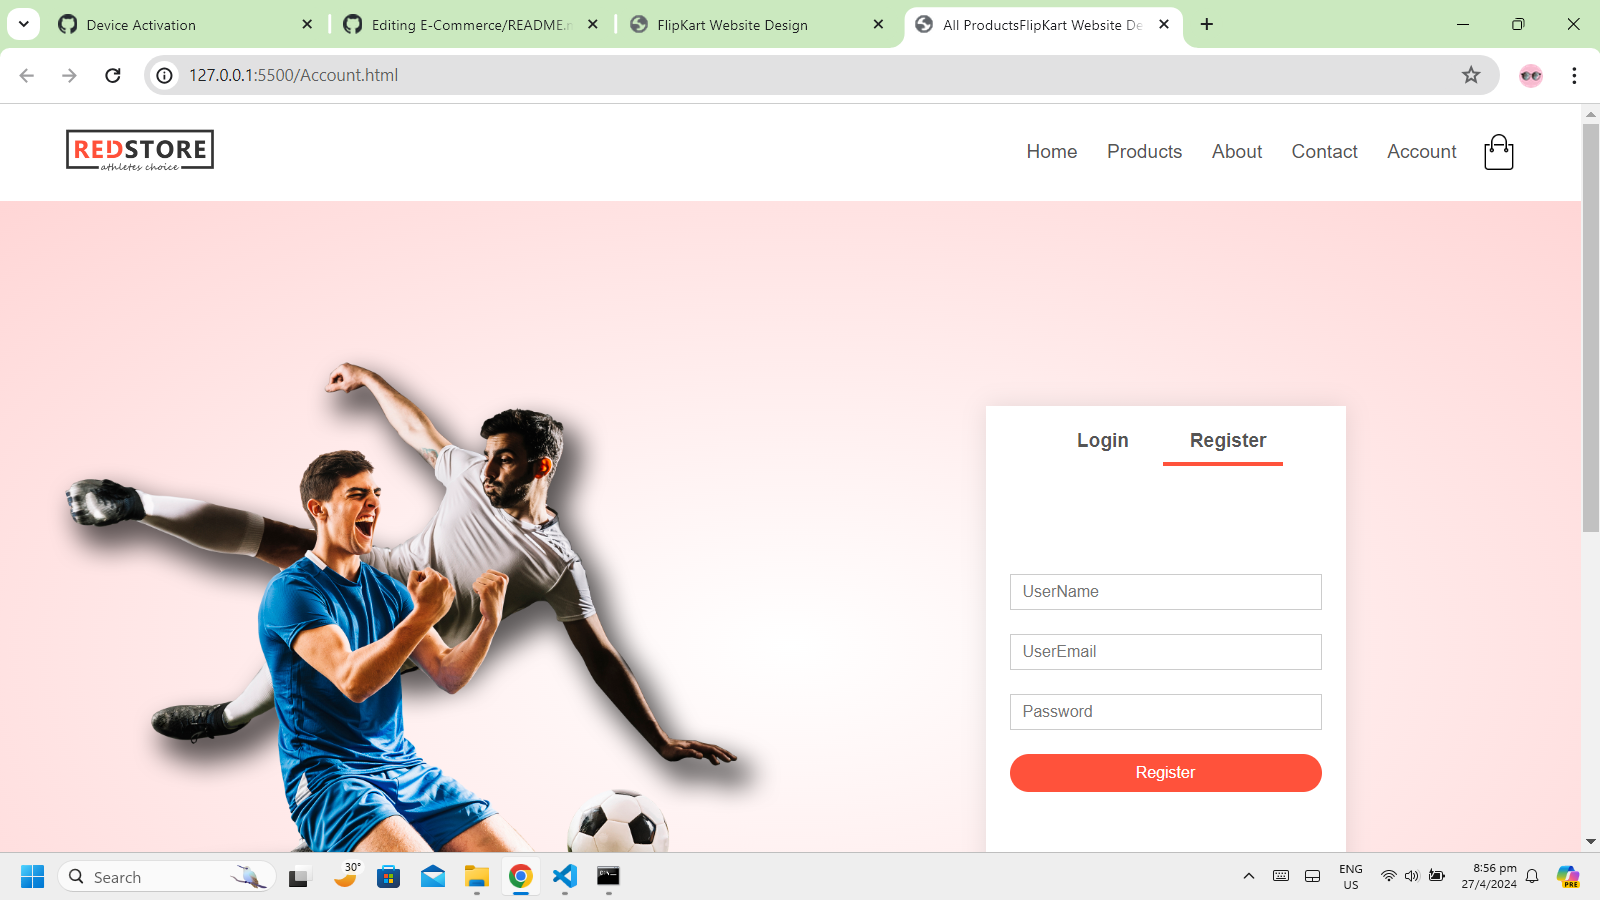 Device Activation
Editing E-Commerce/README.m
FlipKart Website Design
All ProductsFlipKart Website De
127.0.0.1:5500/Account.html
REDSTORE
athletes choice
Home
Products
About
Contact
Account
Login
Register
UserName
UserEmail
Password
Register
Search
30°
ENG
US
8:56 pm
27/4/2024
PRE